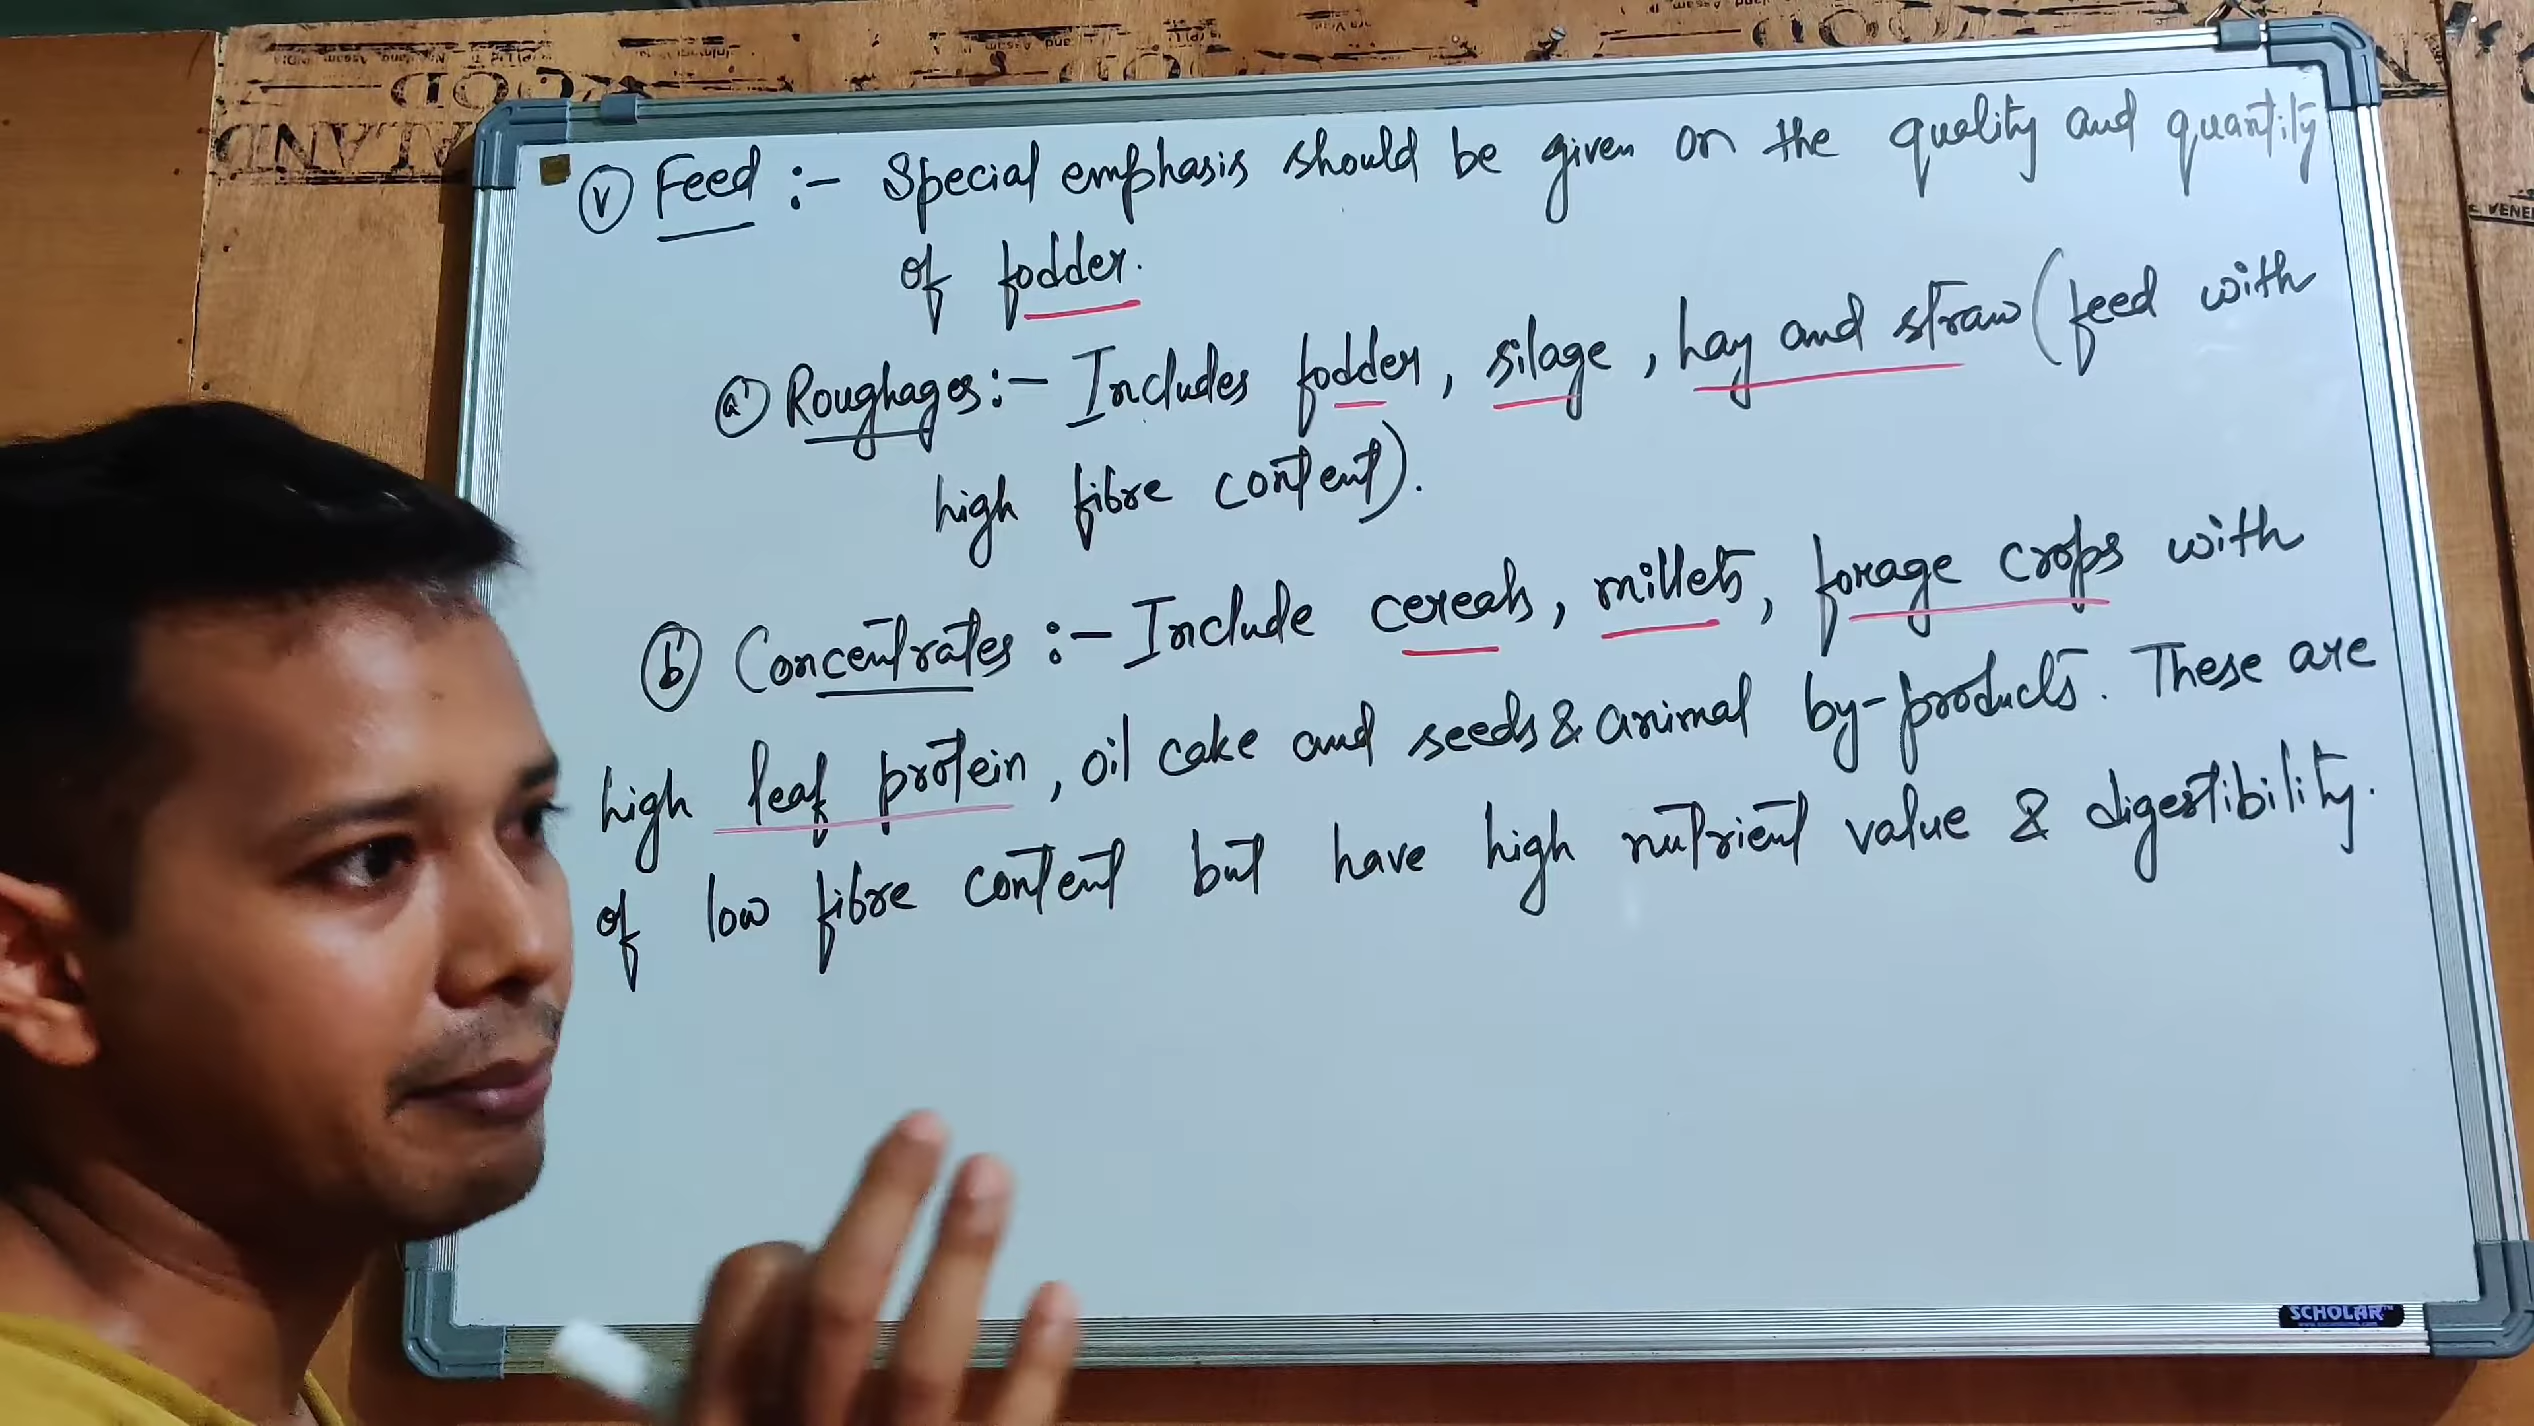 (v) Feed :- Special emphasis should be given on the quality and quantity
of fodder.
(a) Roughages:- Includes fodder, silage, hay and straw (feed with
high fibre content).
(b) Concentrates :- Include cereals, millets, forage crops with
high leaf protein, oil cake and seeds & animal by-products. These are
of low fibre content but have high nutrient value & digestibility.
SCHOLAR